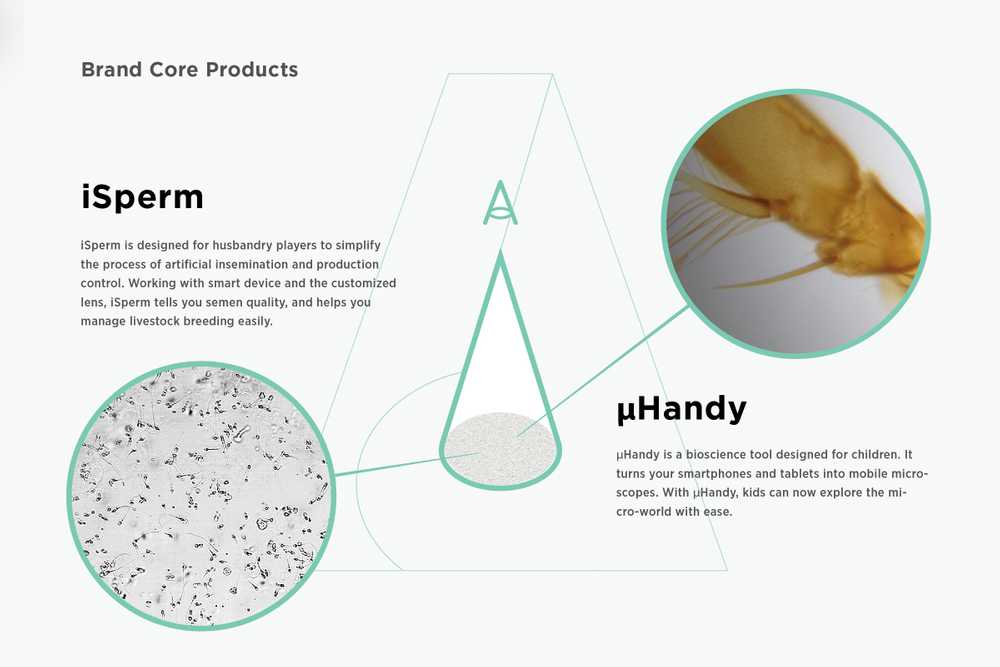 Brand Core Products
iSperm
iSperm is designed for husbandry players to simplify
the process of artificial insemination and production
control. Working with smart device and the customized
lens, iSperm tells you semen quality, and helps you
manage livestock breeding easily.
µHandy
µHandy is a bioscience tool designed for children. It
turns your smartphones and tablets into mobile micro-
scopes. With µHandy, kids can now explore the mi-
cro-world with ease.